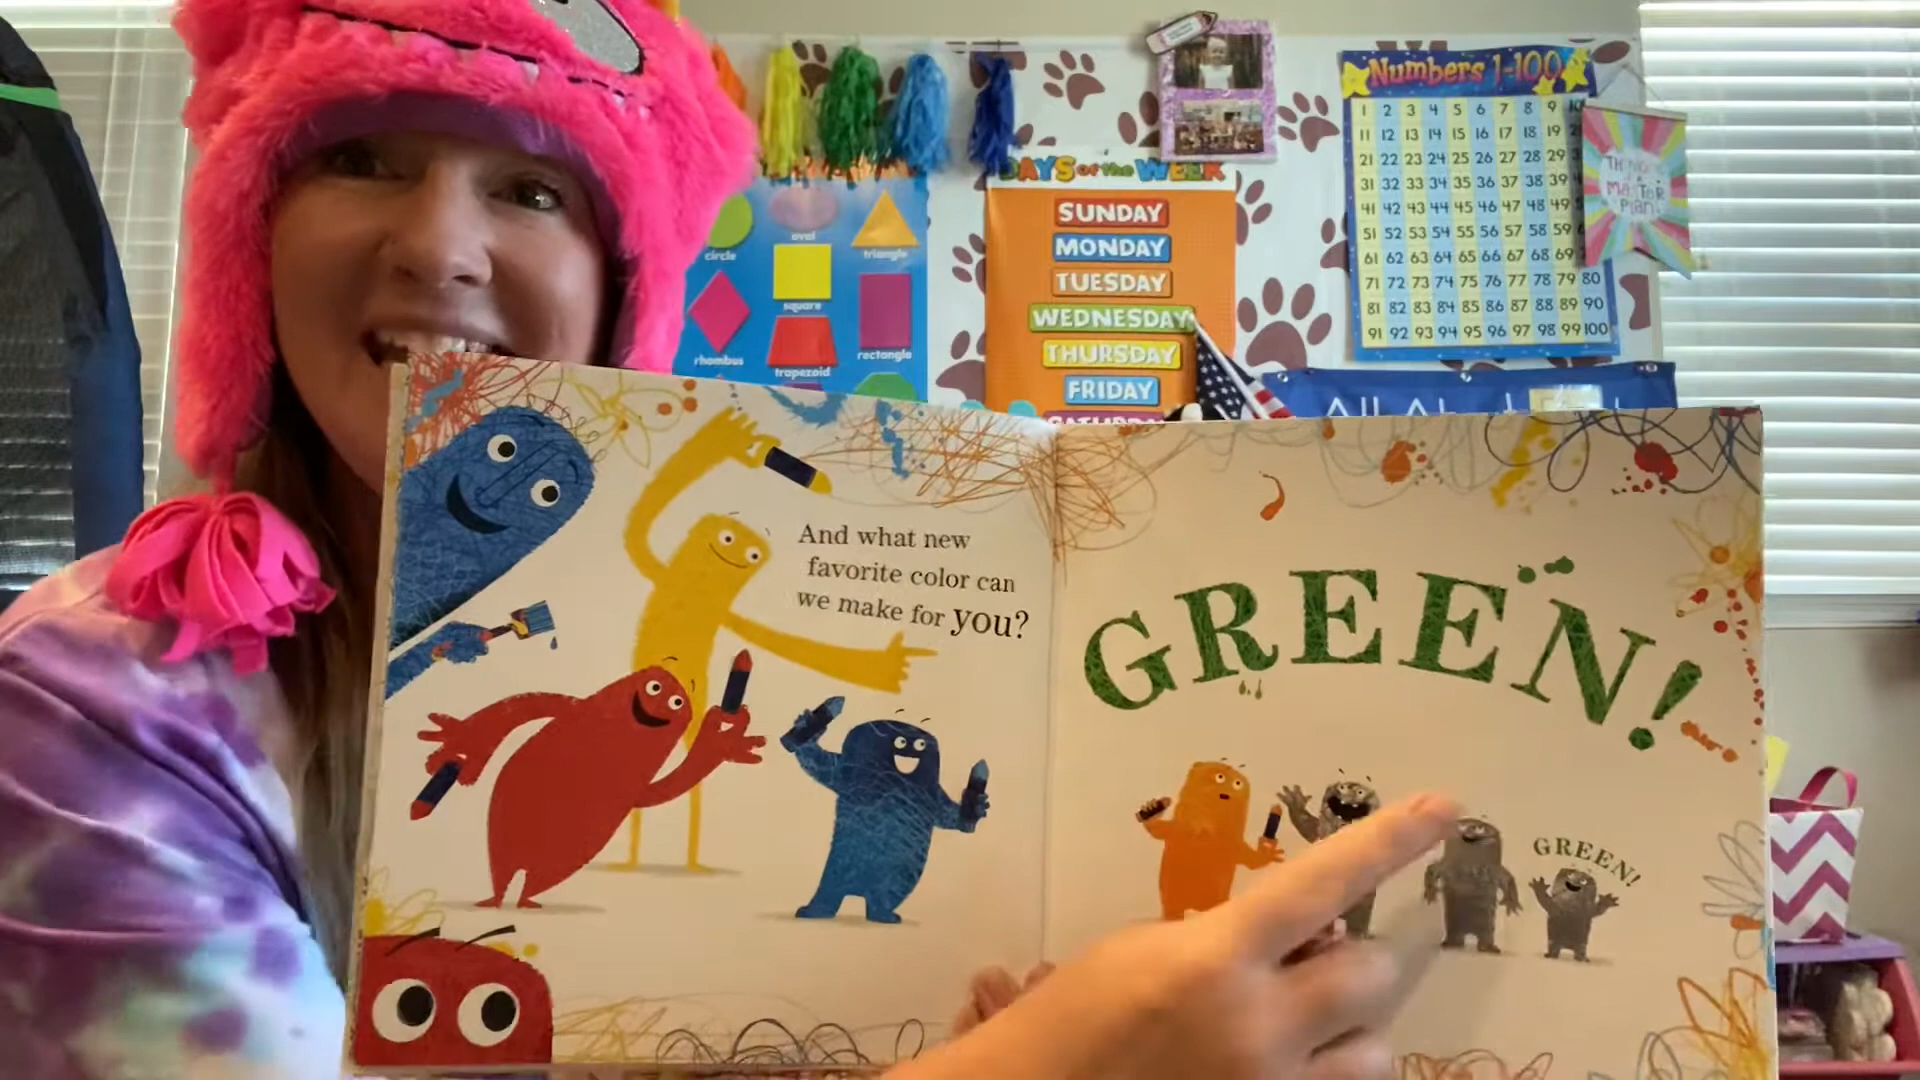 Numbers 1-100
1 2 3 4 5 6 7 8 9 10
11 12 13 14 15 16 17 18 19
21 22 23 24 25 26 27 28 29
31 32 33 34 35 36 37 38 39
41 42 43 44 45 46 47 48 49
51 52 53 54 55 56 57 58 59
61 62 63 64 65 66 67 68 69
71 72 73 74 75 76 77 78 79 80
81 82 83 84 85 86 87 88 89 90
91 92 93 94 95 96 97 98 99 100
MASTER
Plan
DAYS of the WEEK
SUNDAY
MONDAY
TUESDAY
WEDNESDAY
THURSDAY
FRIDAY
SATURDAY
circle
oval
triangle
square
rhombus
trapezoid
rectangle
All
And what new
favorite color can
we make for you?
GREEN!
GREEN!